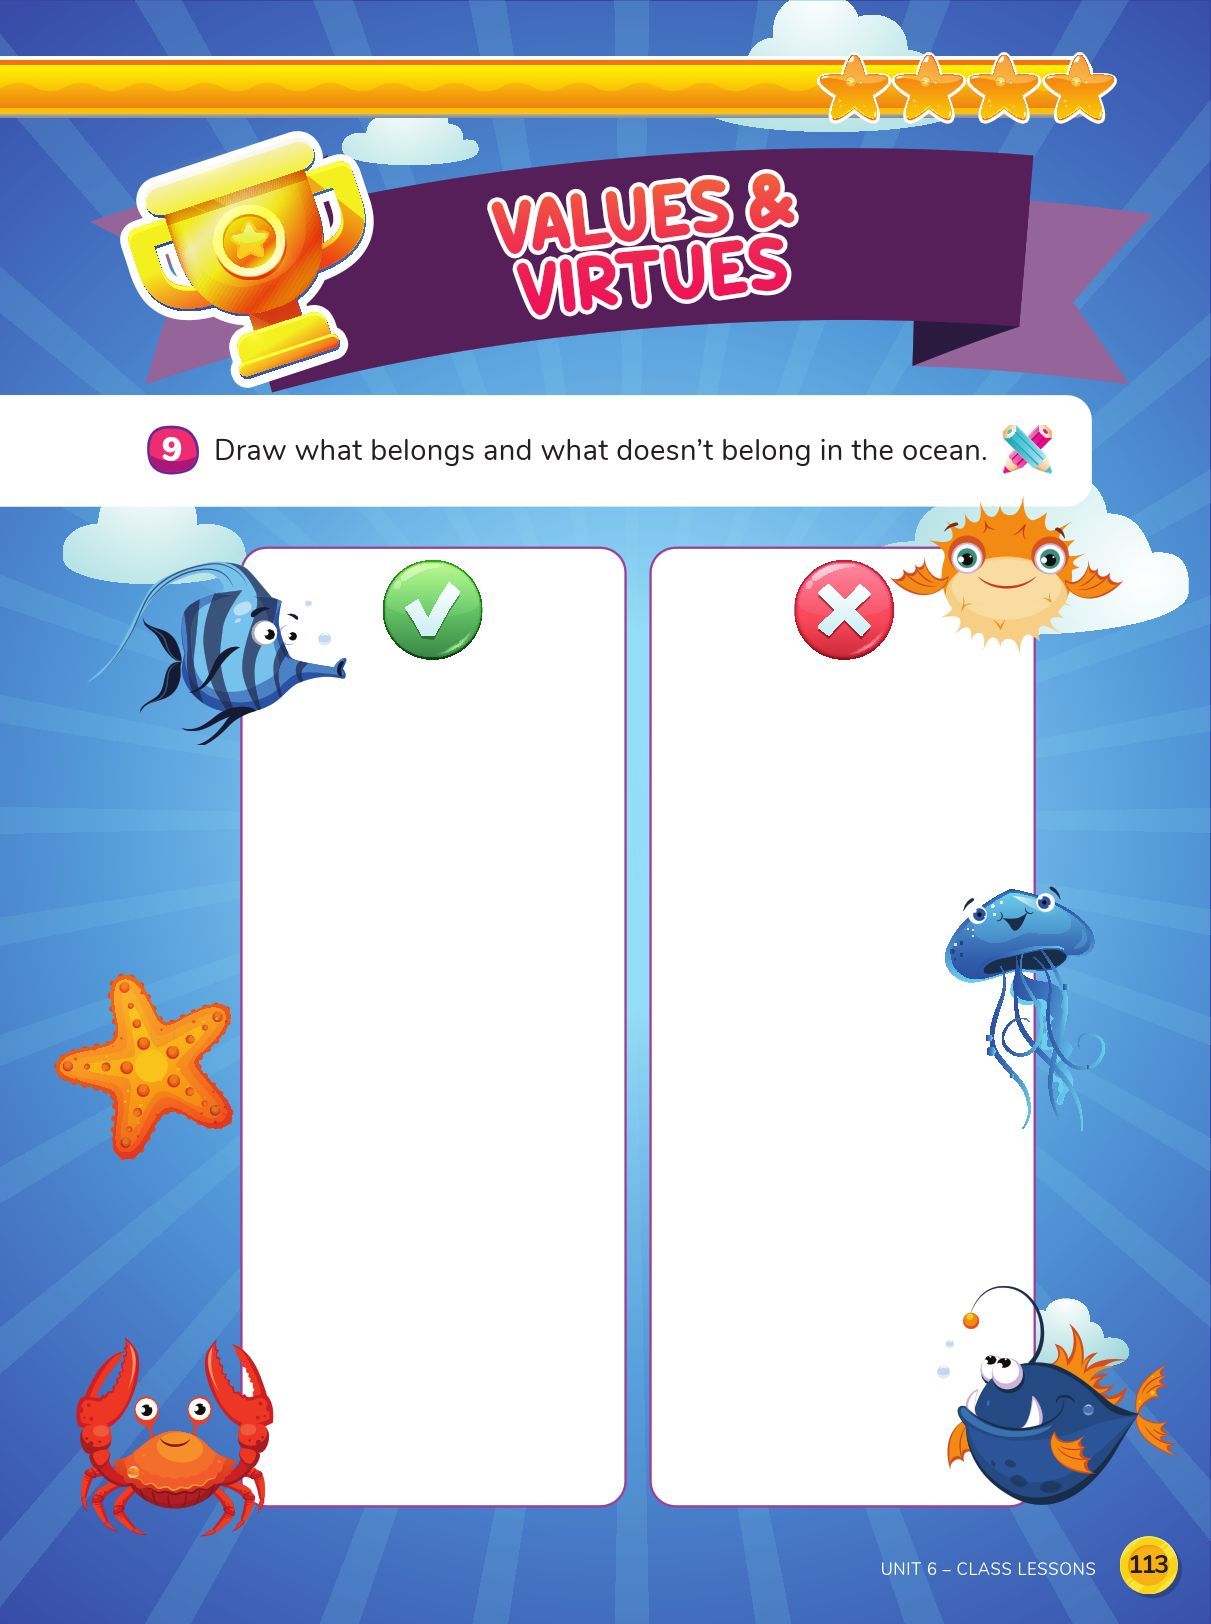 VALUES &
VIRTUES
9 Draw what belongs and what doesn’t belong in the ocean.
UNIT 6 – CLASS LESSONS 113